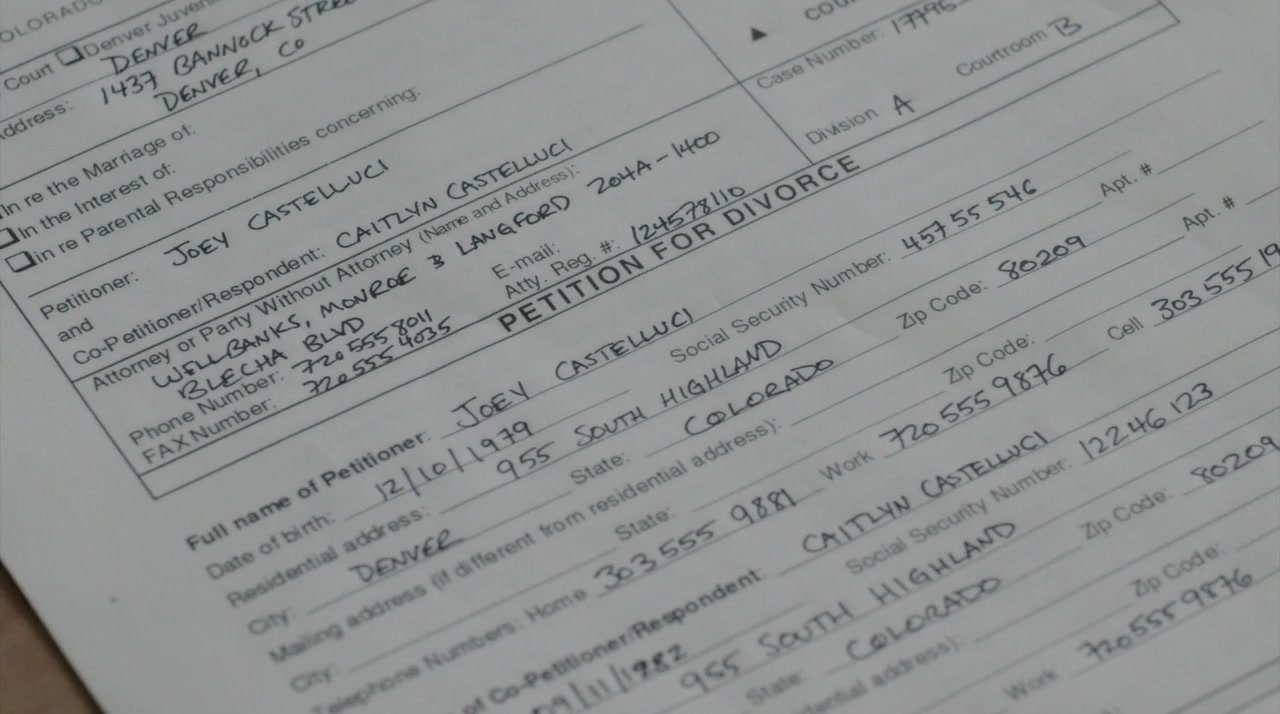 COLORADO
Court ❏Denver Juvenile
DENVER
Address: 1437 BANNOCK STREET
DENVER, CO
In re the Marriage of:
❏In the Interest of:
❏In re Parental Responsibilities concerning:
Petitioner: JOEY CASTELLUCI
and
Co-Petitioner/Respondent: CAITLYN CASTELLUCI
Attorney or Party Without Attorney (Name and Address):
WELLBANKS, MONROE & LANGFORD 204A-1400
BLECHA BLVD
Phone Number: 720 555 8011
E-mail:
FAX Number: 720 555 4035
Atty. Reg. #: 124578110
▲
Case Number: 17796
Division A Courtroom B
PETITION FOR DIVORCE
Full name of Petitioner: JOEY CASTELLUCI
Date of birth: 12/10/1979 Social Security Number: 457 55 546
Residential address: 955 SOUTH HIGHLAND Apt. #
City: DENVER State: COLORADO Zip Code: 80209
Mailing address (if different from residential address): Apt. #
City: State: Zip Code:
Telephone Numbers: Home 303 555 9881 Work 720 555 9876 Cell 303 555 19
of Co-Petitioner/Respondent: CAITLYN CASTELLUCI
09/11/1982 Social Security Number: 122 46 123
955 SOUTH HIGHLAND
State: COLORADO Zip Code: 80209
address):
Zip Code:
Work 720 555 9876